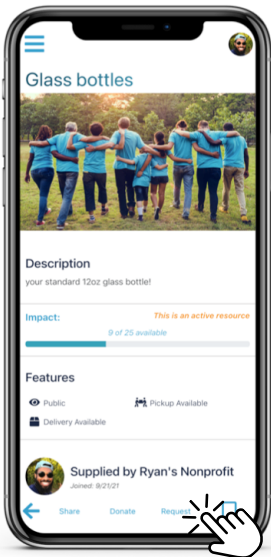 Glass bottles
Description
your standard 12oz glass bottle!
Impact:
This is an active resource
9 of 25 available
Features
Public
Pickup Available
Delivery Available
Supplied by Ryan's Nonprofit
Joined: 9/21/21
Share Donate Request